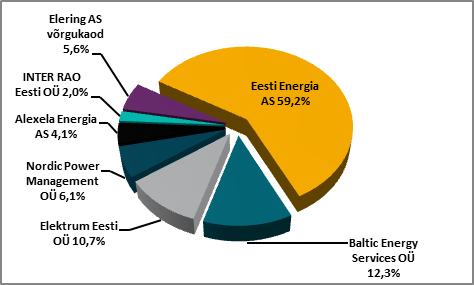 Elering AS
võrgukaod
5,6%
INTER RAO
Eesti OÜ 2,0%
Alexela Energia
AS 4,1%
Nordic Power
Management
OÜ 6,1%
Elektrum Eesti
OÜ 10,7%
Eesti Energia
AS 59,2%
Baltic Energy
Services OÜ
12,3%